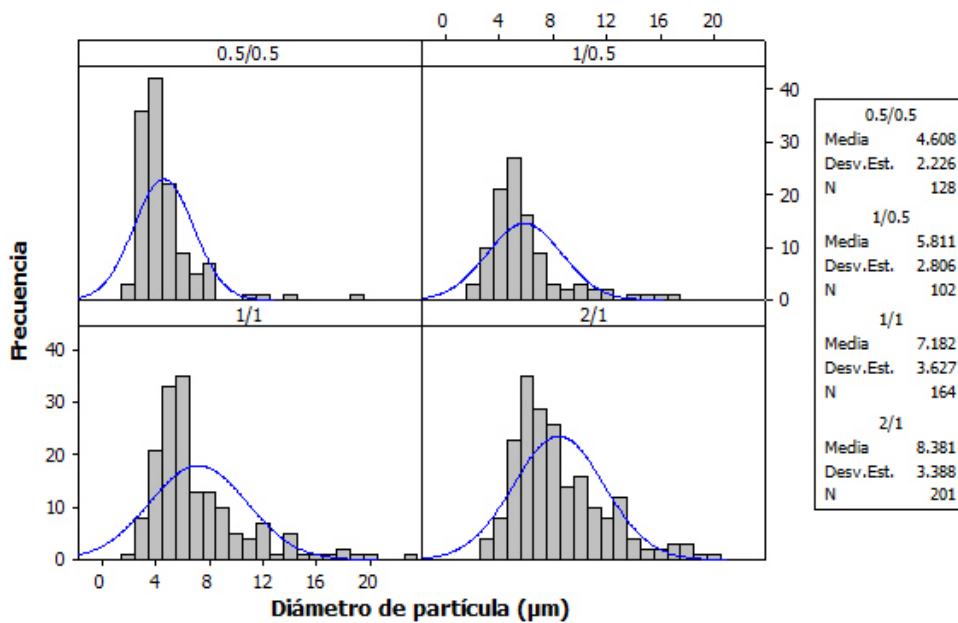 0 4 8 12 16 20
0.5/0.5 1/0.5
40
30
20
10
0
1/1 2/1
40
30
20
10
0
0 4 8 12 16 20
Frecuencia
Diámetro de partícula (µm)
0.5/0.5
Media 4.608
Desv.Est. 2.226
N 128
1/0.5
Media 5.811
Desv.Est. 2.806
N 102
1/1
Media 7.182
Desv.Est. 3.627
N 164
2/1
Media 8.381
Desv.Est. 3.388
N 201